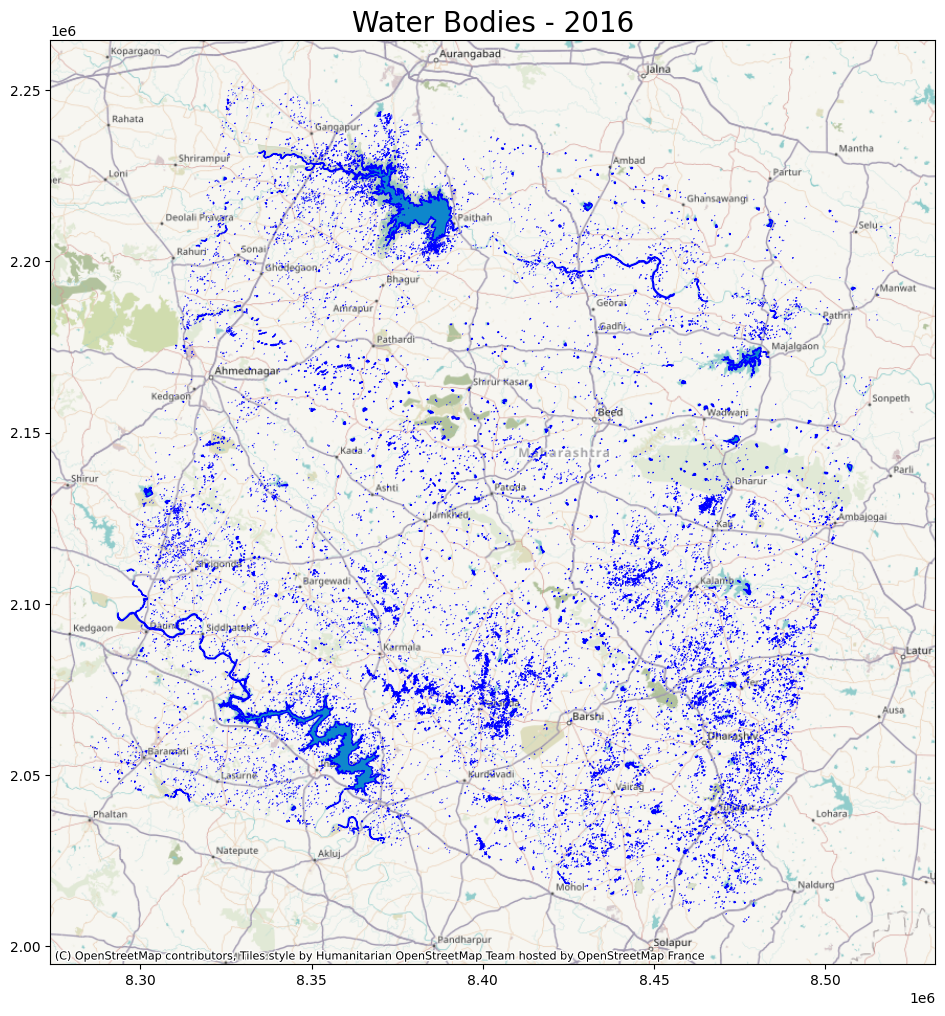 Water Bodies - 2016
1e6
Kopargaon
Aurangabad
Jalna
2.25
Rahata
Gangapur
Mantha
Shrirampur
Ambad
Loni
Partur
er
Ghansawangi
Deolali Pravara
Paithan
Selu
Rahuri
Sonai
2.20
Ghodegaon
Bhagur
Manwat
Amrapur
Georai
Pathri
Gadhi
Pathardi
Majalgaon
Ahmednagar
Shirur Kasar
Kedgaon
Sonpeth
Beed
Wadwani
2.15
Kada
Maharashtra
Parli
Shirur
Dharur
Ashti
Patoda
Jamkhed
Ambajogai
Kaij
Shrigonda
Bargewadi
Kalamb
2.10
Kedgaon
Daund
Siddhatek
Karmala
Latur
Ausa
Barshi
Dharashiv
Baramati
2.05
Lasurne
Kurduvadi
Vairag
Tuljapur
Phaltan
Lohara
Natepute
Akluj
Mohol
Naldurg
Pandharpur
Solapur
2.00
(C) OpenStreetMap contributors, Tiles style by Humanitarian OpenStreetMap Team hosted by OpenStreetMap France
8.30
8.35
8.40
8.45
8.50
1e6